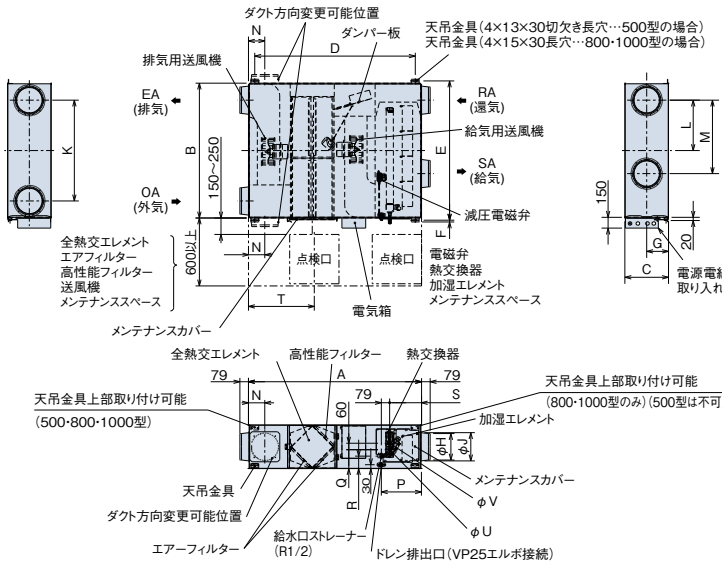 ダクト方向変更可能位置
N
D
ダンパー板
天吊金具(4×13×30切欠き長穴…500型の場合)
天吊金具(4×15×30長穴…800・1000型の場合)
排気用送風機
EA
(排気)
RA
(還気)
給気用送風機
K
B
E
L
M
OA
(外気)
SA
(給気)
150~250
減圧電磁弁
F
150
20
G
C
600以上
N
全熱交エレメント
エアフィルター
高性能フィルター
送風機
メンテナンススペース
点検口
点検口
電磁弁
熱交換器
加湿エレメント
メンテナンススペース
電源電線
取り入れ
T
電気箱
メンテナンスカバー
全熱交エレメント
高性能フィルター
熱交換器
79
A
79
天吊金具上部取り付け可能
(500・800・1000型)
N
60
79
S
天吊金具上部取り付け可能
(800・1000型のみ)(500型は不可
加湿エレメント
φH
φJ
メンテナンスカバー
天吊金具
Q
R
30
P
φV
ダクト方向変更可能位置
φU
エアーフィルター
給水口ストレーナー
(R1/2)
ドレン排出口(VP25エルボ接続)